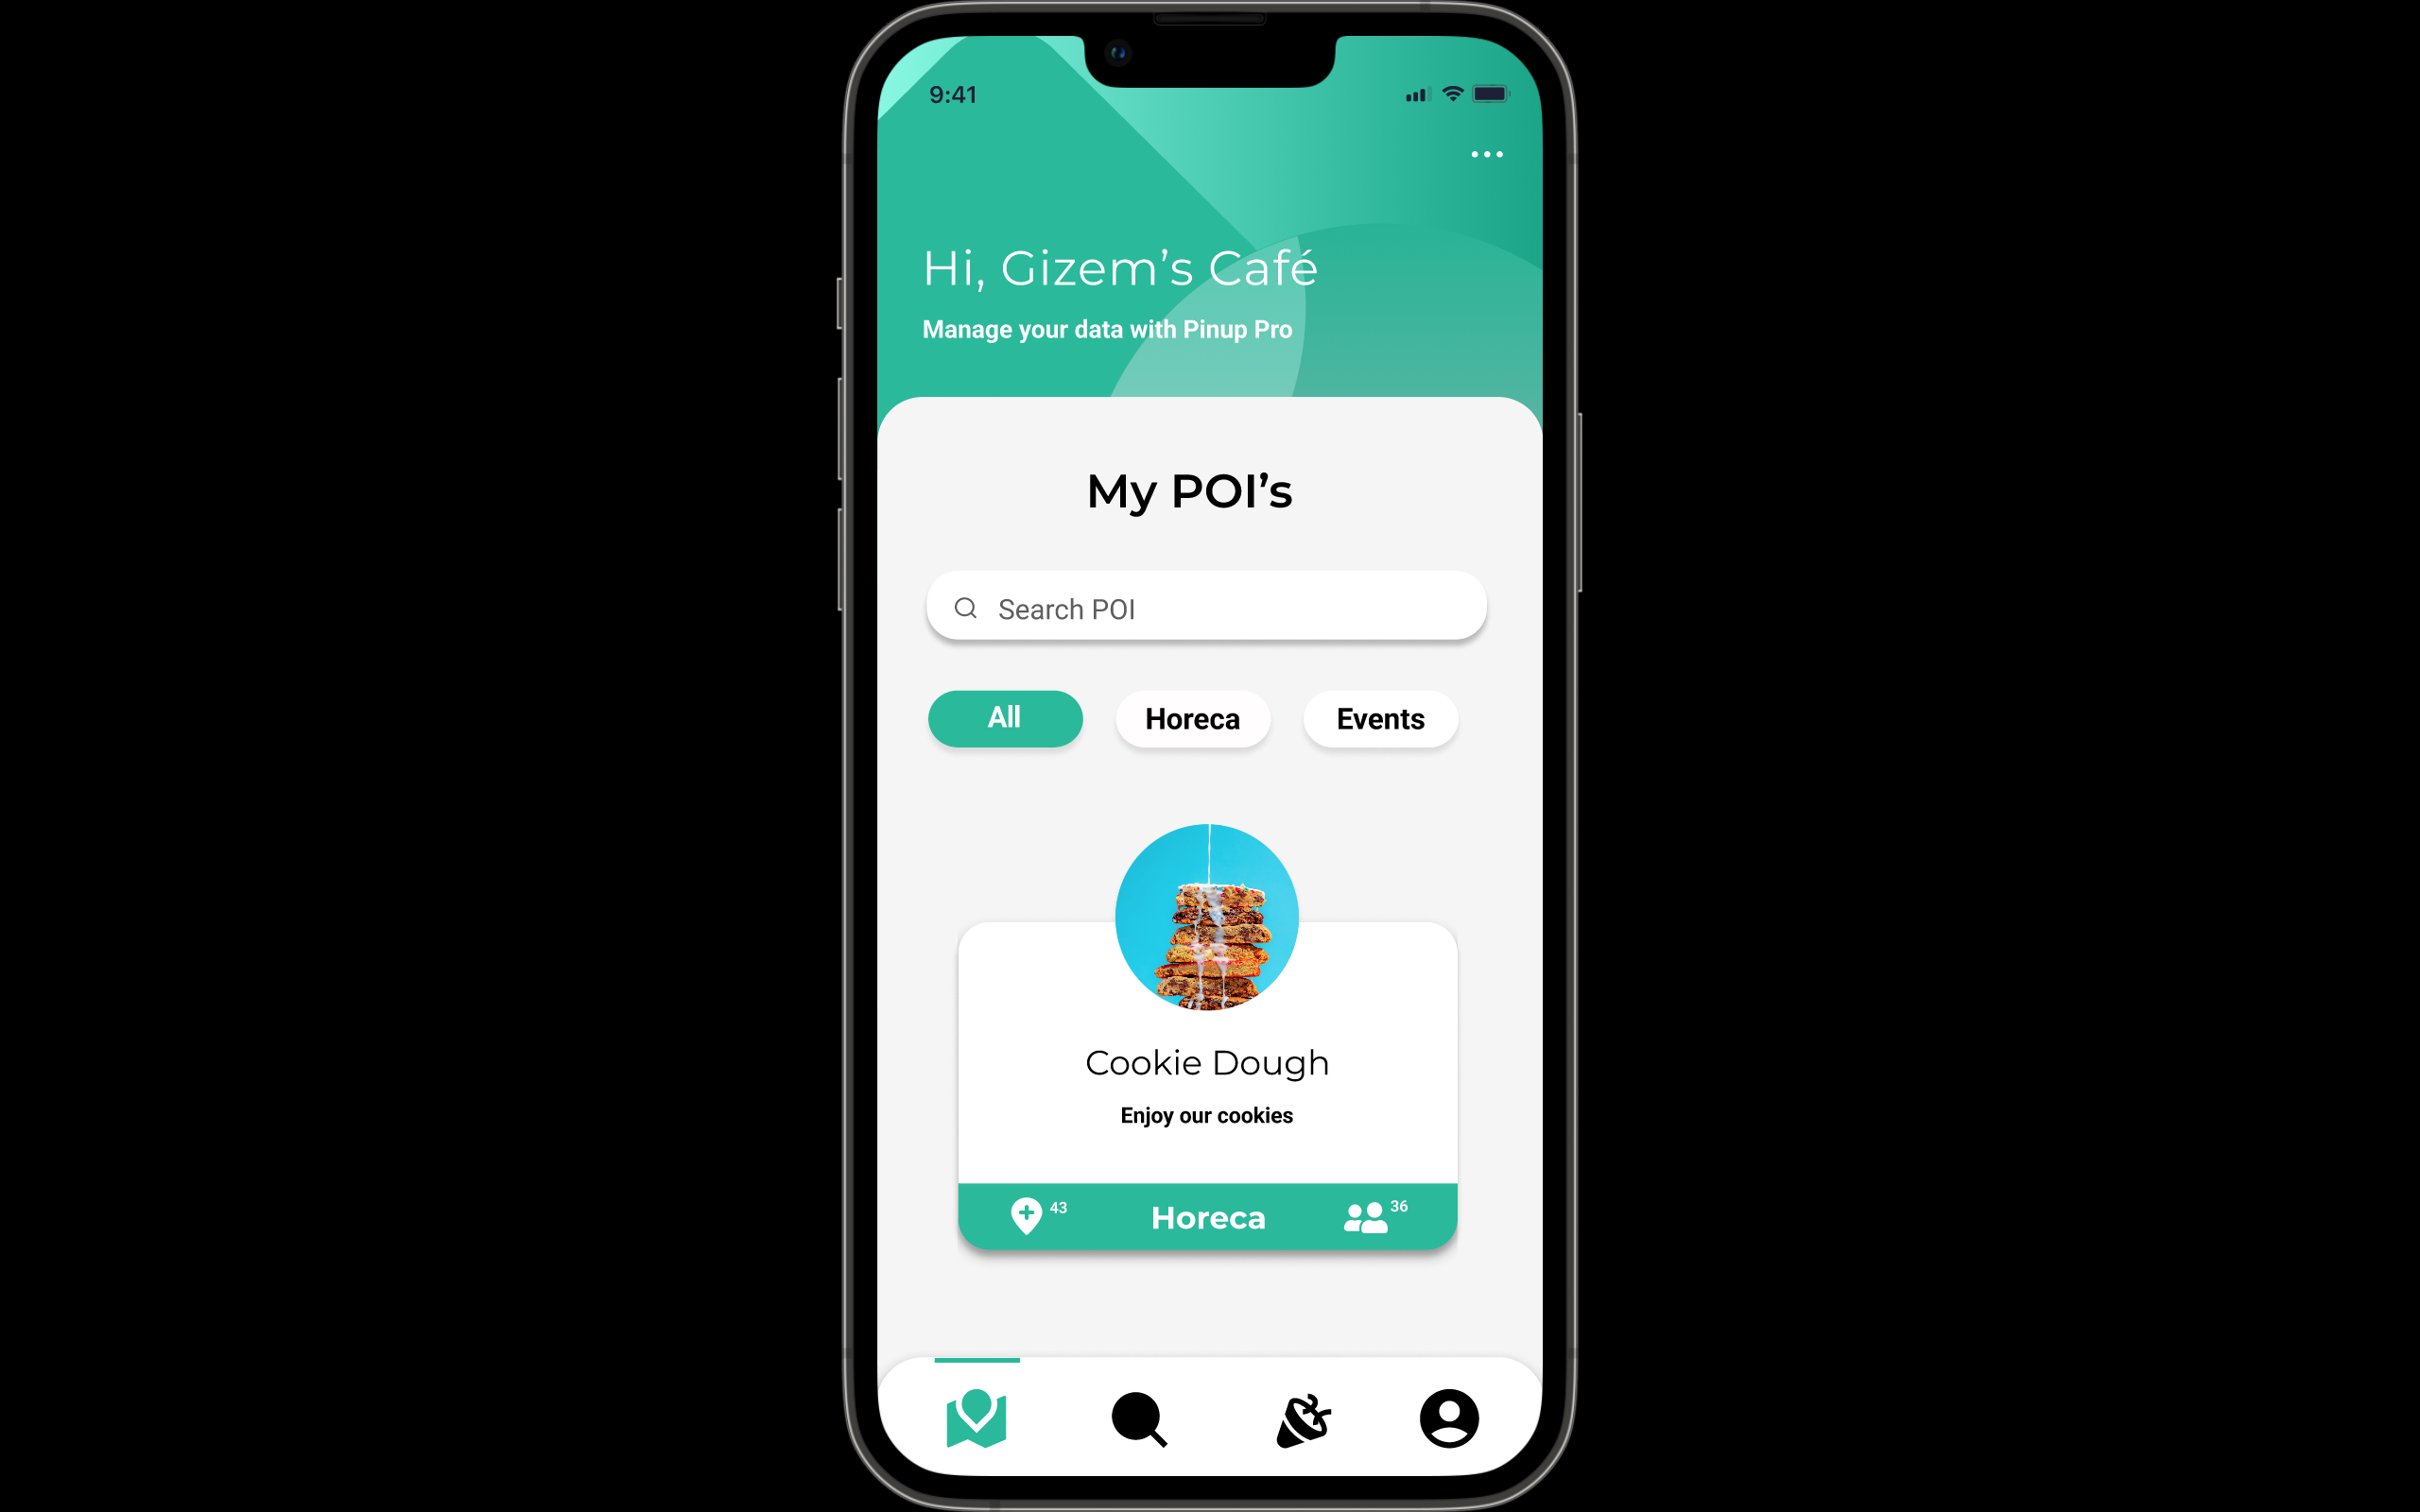 9:41
Hi, Gizem’s Café
Manage your data with Pinup Pro
My POI’s
Search POI
All Horeca Events
Cookie Dough
Enjoy our cookies
43 Horeca 36